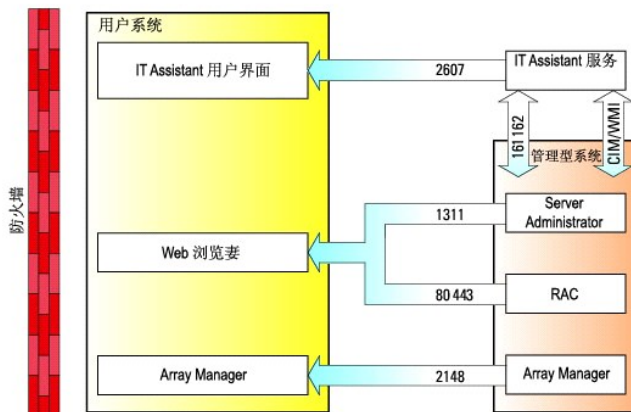 用户系统
IT Assistant 用户界面
2607
IT Assistant 服务
161 162
CIM/WMI
管理型系统
防火墙
1311
Server
Administrator
Web 浏览妻
80 443
RAC
Array Manager
2148
Array Manager